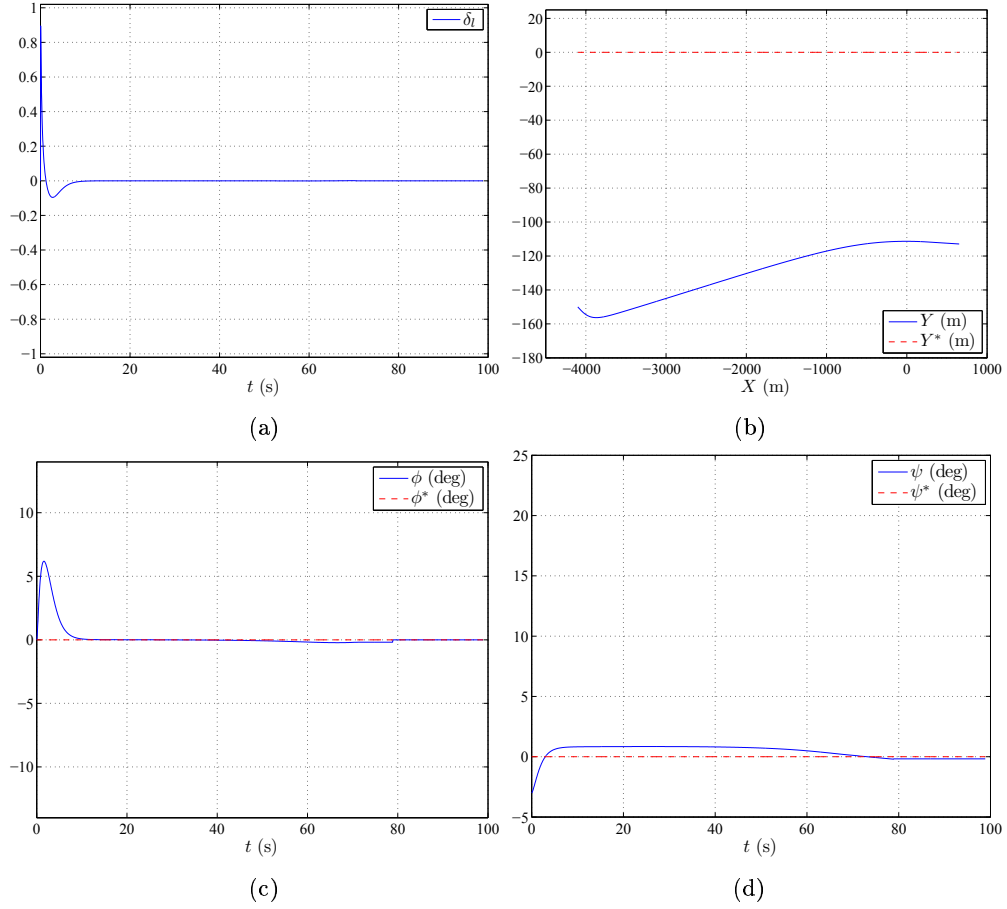 1
0.8
0.6
0.4
0.2
0
−0.2
−0.4
−0.6
−0.8
−1
0 20 40 60 80 100
t (s)
δ_l
(a)
20
0
−20
−40
−60
−80
−100
−120
−140
−160
−180
−4000 −3000 −2000 −1000 0 1000
X (m)
Y (m)
Y* (m)
(b)
10
5
0
−5
−10
0 20 40 60 80 100
t (s)
ϕ (deg)
ϕ* (deg)
(c)
25
20
15
10
5
0
−5
0 20 40 60 80 100
t (s)
ψ (deg)
ψ* (deg)
(d)